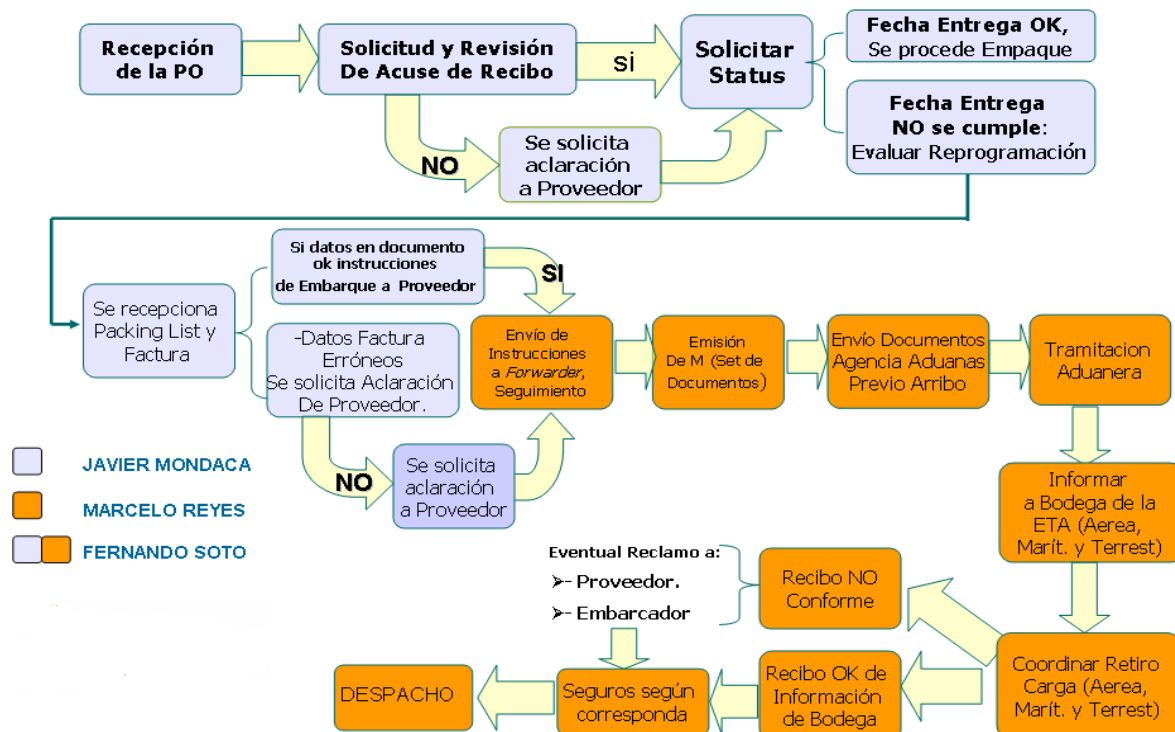 Recepción
de la PO
Solicitud y Revisión
De Acuse de Recibo
si
Solicitar
Status
Fecha Entrega OK,
Se procede Empaque
Fecha Entrega
NO se cumple:
Evaluar Reprogramación
NO
Se solicita
aclaración
a Proveedor
Se recepciona
Packing List y
Factura
Si datos en documento
ok instrucciones
de Embarque a Proveedor
SI
-Datos Factura
Erróneos
Se solicita Aclaración
De Proveedor.
NO
Se solicita
aclaración
a Proveedor
Envío de
Instrucciones
a Forwarder,
Seguimiento
Emisión
De M (Set de
Documentos)
Envío Documentos
Agencia Aduanas
Previo Arribo
Tramitacion
Aduanera
Informar
a Bodega de la
ETA (Aerea,
Marít. y Terrest)
Coordinar Retiro
Carga (Aerea,
Marít. y Terrest)
Recibo NO
Conforme
Eventual Reclamo a:
➢- Proveedor.
➢- Embarcador
Recibo OK de
Información
de Bodega
Seguros según
corresponda
DESPACHO
JAVIER MONDACA
MARCELO REYES
FERNANDO SOTO